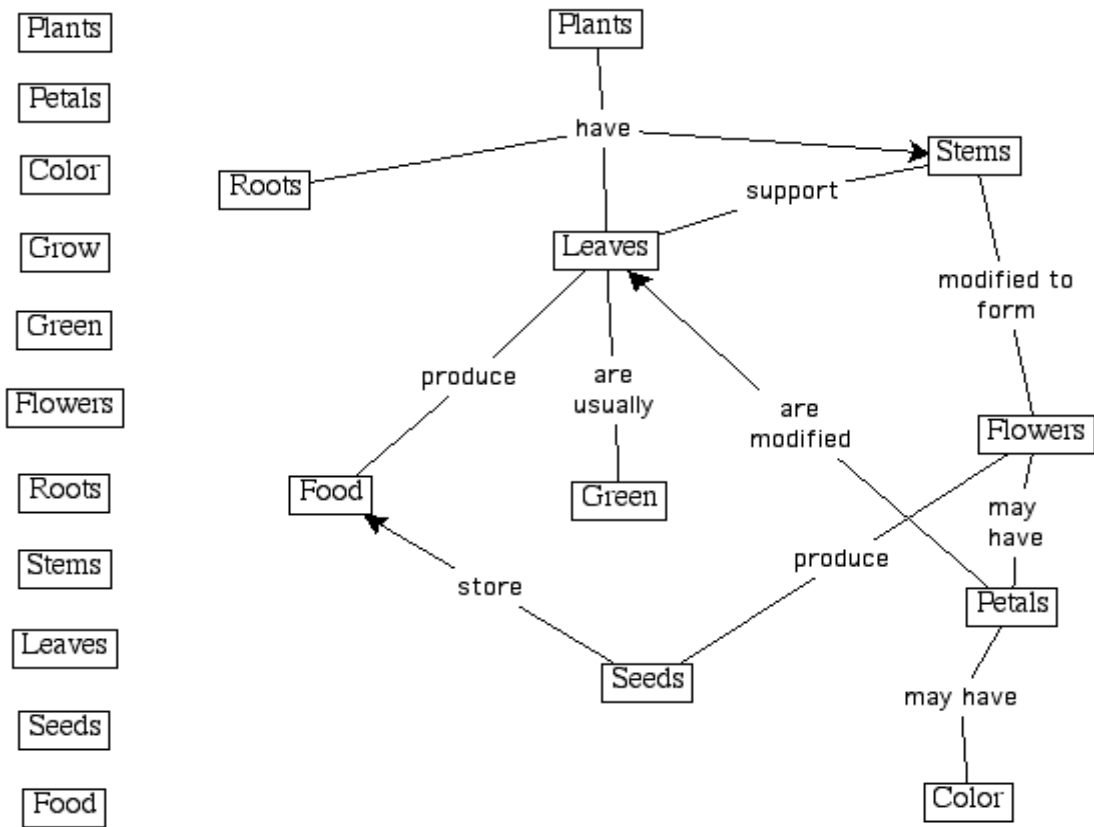 Plants
Petals
Color
Grow
Green
Flowers
Roots
Stems
Leaves
Seeds
Food
Plants
have
Stems
Roots
support
Leaves
modified to
form
produce
are
usually
are
modified
Flowers
Food
Green
may
have
produce
store
Petals
Seeds
may have
Color